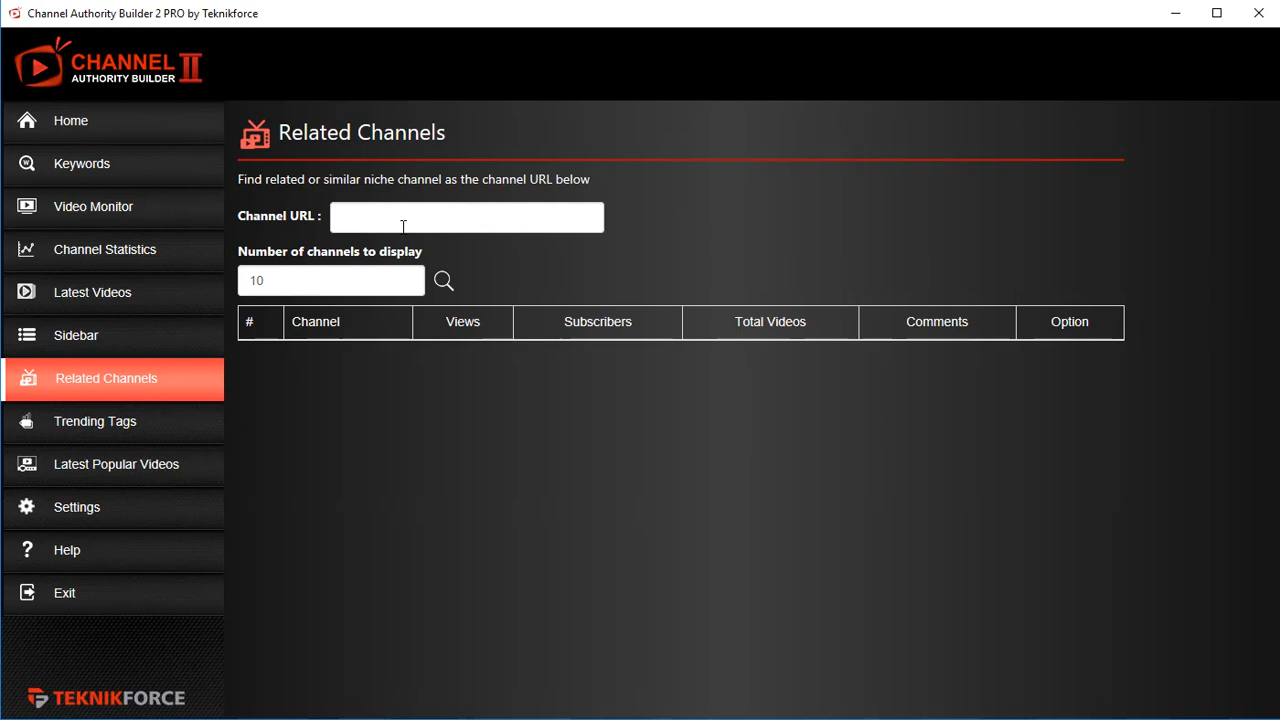 Channel Authority Builder 2 PRO by Teknikforce
CHANNEL II
AUTHORITY BUILDER
Home
Keywords
Video Monitor
Channel Statistics
Latest Videos
Sidebar
Related Channels
Trending Tags
Latest Popular Videos
Settings
Help
Exit
TEKNIKFORCE
Related Channels
Find related or similar niche channel as the channel URL below
Channel URL :
Number of channels to display
10
# Channel Views Subscribers Total Videos Comments Option